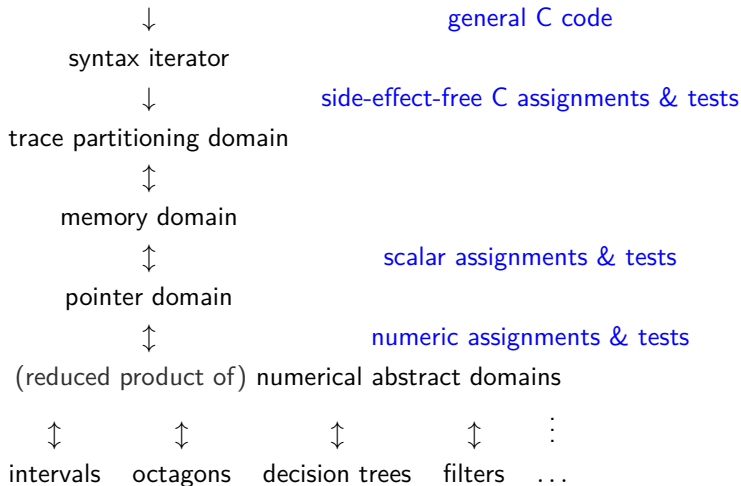 ↓ general C code
syntax iterator
↓ side-effect-free C assignments & tests
trace partitioning domain
↕
memory domain
↕ scalar assignments & tests
pointer domain
↕ numeric assignments & tests
(reduced product of) numerical abstract domains
↕ ↕ ↕ ↕ ⋮
intervals octagons decision trees filters ...